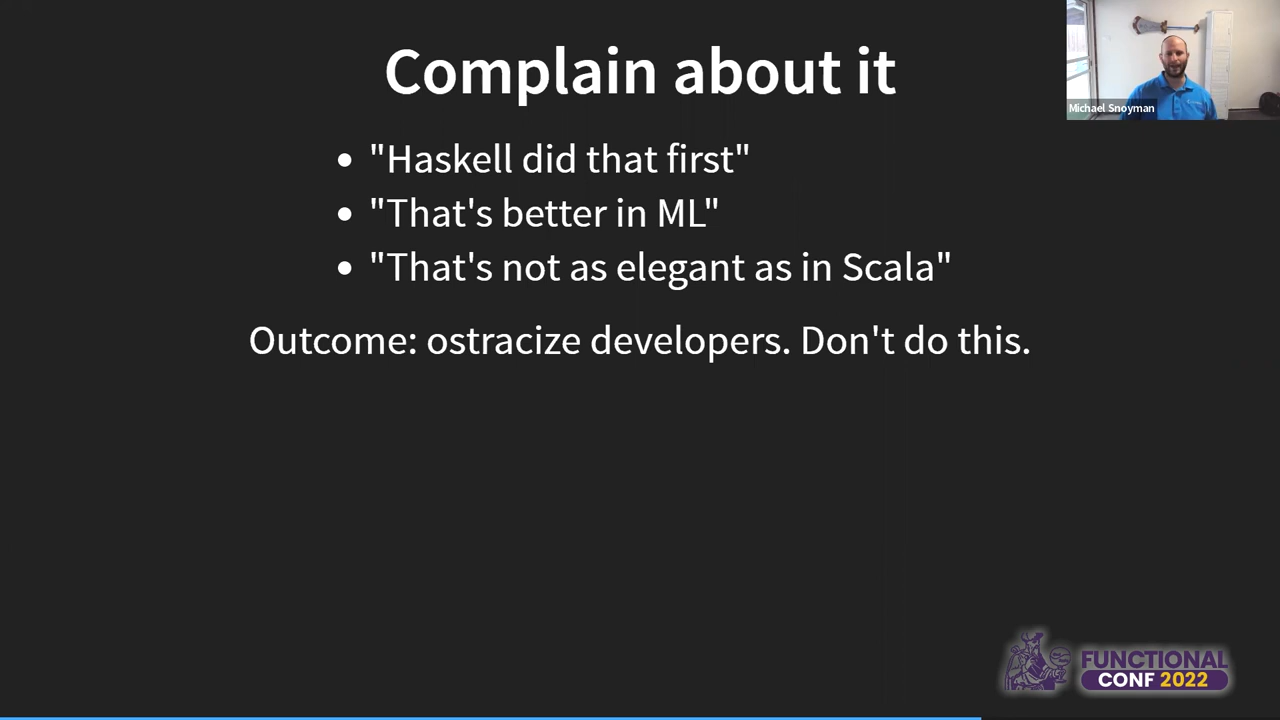 Complain about it
Michael Snoyman
• "Haskell did that first"
• "That's better in ML"
• "That's not as elegant as in Scala"
Outcome: ostracize developers. Don't do this.
FUNCTIONAL
CONF 2022